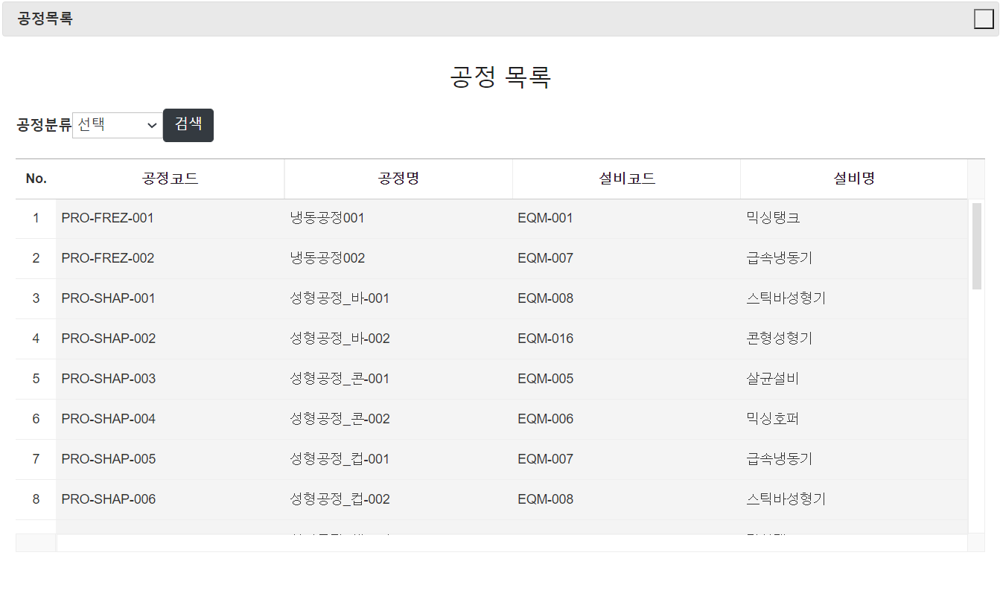 공정목록
공정 목록
공정분류 선택 검색
No. 공정코드 공정명 설비코드 설비명
1 PRO-FREZ-001 냉동공정001 EQM-001 믹싱탱크
2 PRO-FREZ-002 냉동공정002 EQM-007 급속냉동기
3 PRO-SHAP-001 성형공정_바-001 EQM-008 스틱바성형기
4 PRO-SHAP-002 성형공정_바-002 EQM-016 콘형성형기
5 PRO-SHAP-003 성형공정_콘-001 EQM-005 살균설비
6 PRO-SHAP-004 성형공정_콘-002 EQM-006 믹싱호퍼
7 PRO-SHAP-005 성형공정_컵-001 EQM-007 급속냉동기
8 PRO-SHAP-006 성형공정_컵-002 EQM-008 스틱바성형기